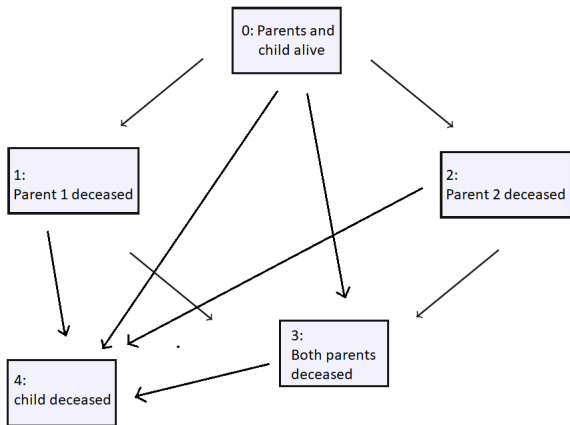 0: Parents and
child alive
1:
Parent 1 deceased
2:
Parent 2 deceased
3:
Both parents
deceased
4:
child deceased